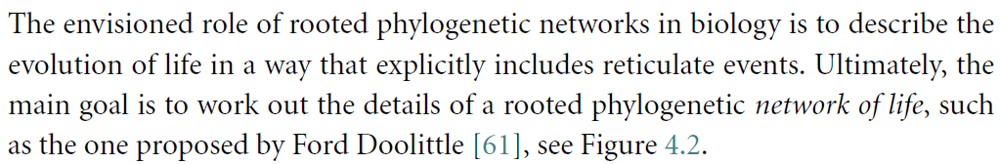 The envisioned role of rooted phylogenetic networks in biology is to describe the
evolution of life in a way that explicitly includes reticulate events. Ultimately, the
main goal is to work out the details of a rooted phylogenetic network of life, such
as the one proposed by Ford Doolittle [61], see Figure 4.2.